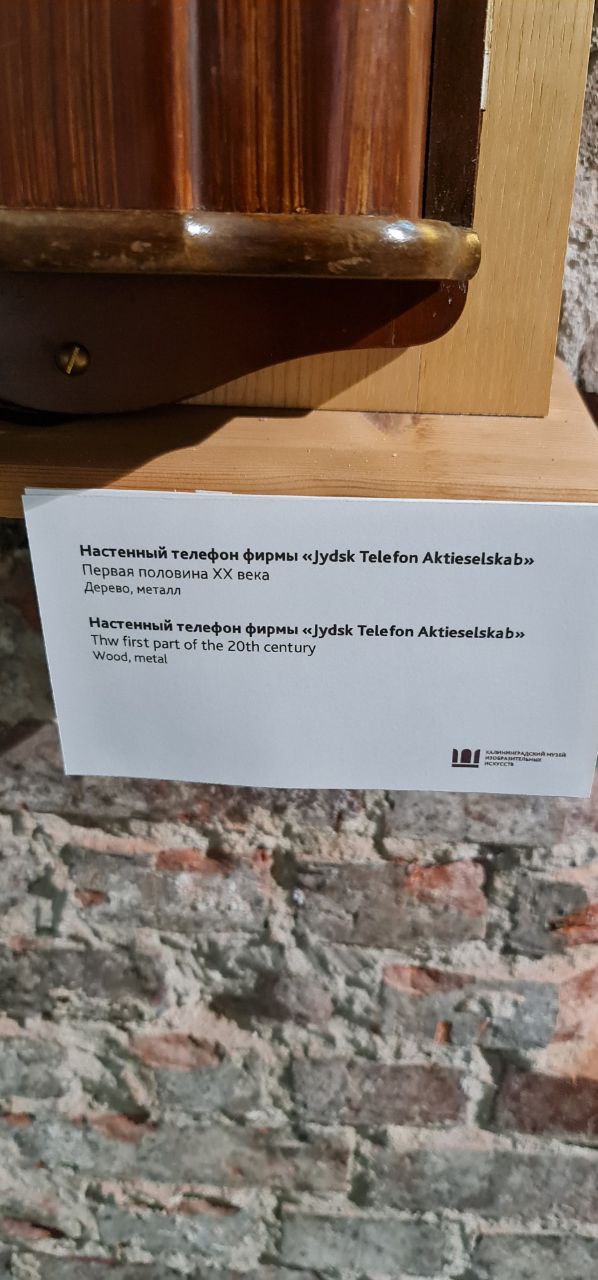 Настенный телефон фирмы «Jydsk Telefon Aktieselskab»
Первая половина XX века
Дерево, металл
Настенный телефон фирмы «Jydsk Telefon Aktieselskab»
Thw first part of the 20th century
Wood, metal
КАЛИНИНГРАДСКИЙ МУЗЕЙ
ИЗОБРАЗИТЕЛЬНЫХ
ИСКУССТВ